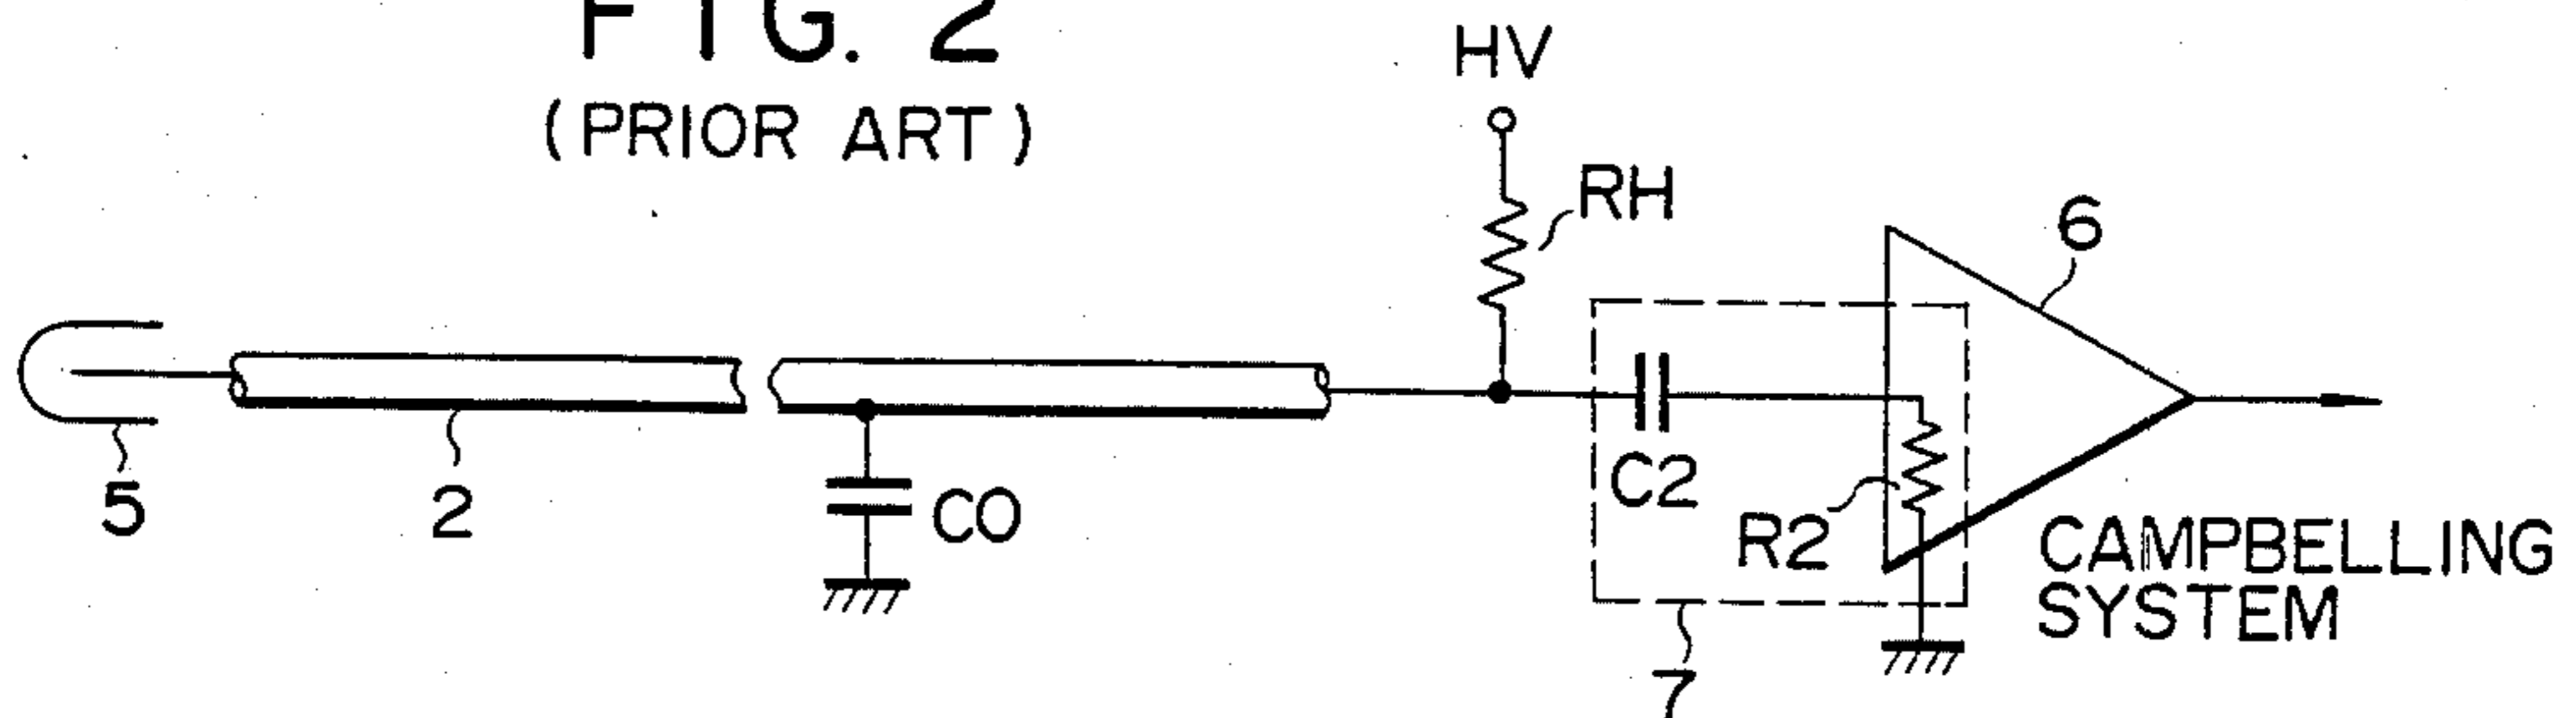 FIG. 2
(PRIOR ART)
HV
RH
6
5
2
CO
C2
R2
7
CAMPBELLING
SYSTEM